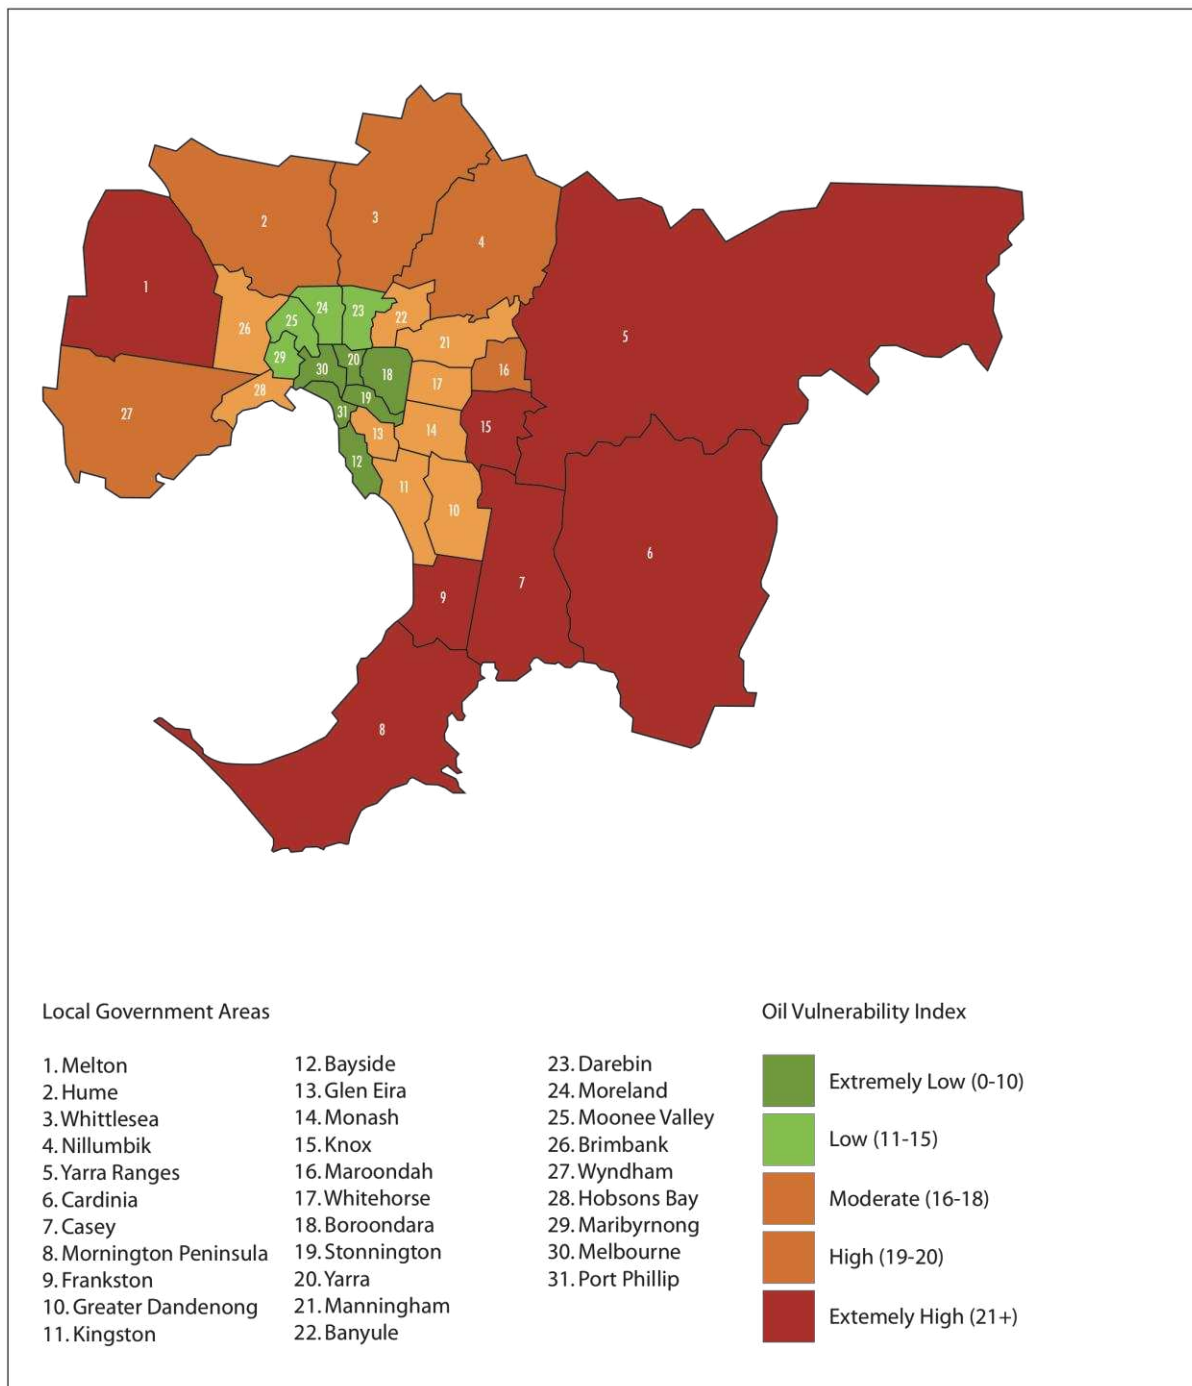 2
3
4
1
5
24
23
22
25
26
21
20
29
30
18
16
17
28
19
27
31
13
14
15
12
11
10
6
7
9
8
Local Government Areas
1. Melton
2. Hume
3. Whittlesea
4. Nillumbik
5. Yarra Ranges
6. Cardinia
7. Casey
8. Mornington Peninsula
9. Frankston
10. Greater Dandenong
11. Kingston
12. Bayside
13. Glen Eira
14. Monash
15. Knox
16. Maroondah
17. Whitehorse
18. Boroondara
19. Stonnington
20. Yarra
21. Manningham
22. Banyule
23. Darebin
24. Moreland
25. Moonee Valley
26. Brimbank
27. Wyndham
28. Hobsons Bay
29. Maribyrnong
30. Melbourne
31. Port Phillip
Oil Vulnerability Index
Extremely Low (0-10)
Low (11-15)
Moderate (16-18)
High (19-20)
Extemely High (21+)